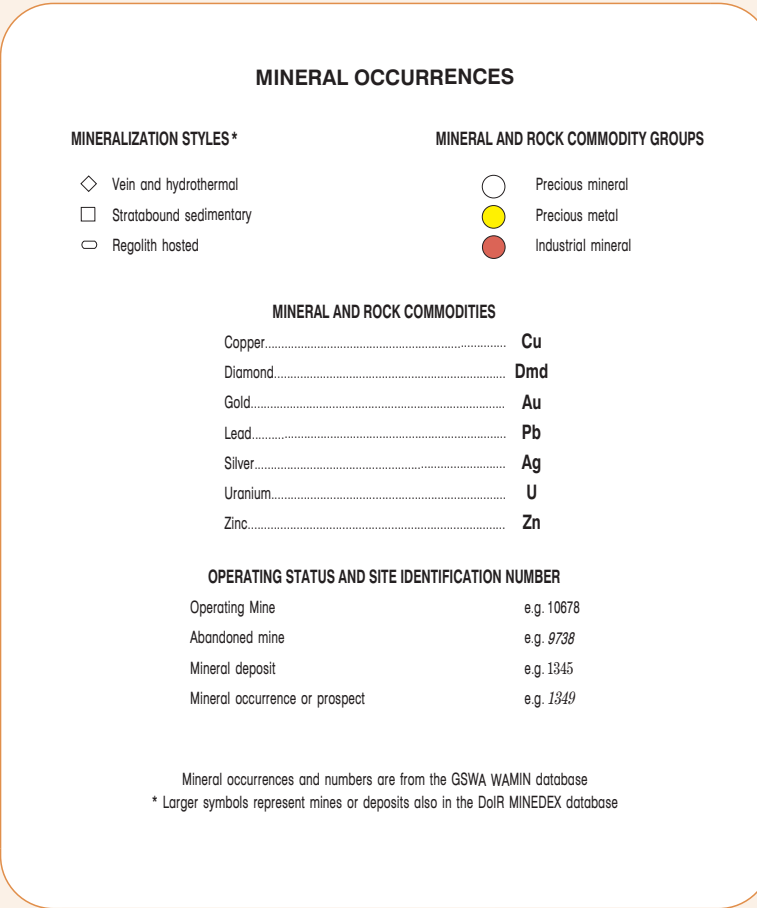 MINERAL OCCURRENCES
MINERALIZATION STYLES *
Vein and hydrothermal
Stratabound sedimentary
Regolith hosted
MINERAL AND ROCK COMMODITY GROUPS
Precious mineral
Precious metal
Industrial mineral
MINERAL AND ROCK COMMODITIES
Copper Cu
Diamond Dmd
Gold Au
Lead Pb
Silver Ag
Uranium U
Zinc Zn
OPERATING STATUS AND SITE IDENTIFICATION NUMBER
Operating Mine e.g. 10678
Abandoned mine e.g. 9738
Mineral deposit e.g. 1345
Mineral occurrence or prospect e.g. 1349
Mineral occurrences and numbers are from the GSWA WAMIN database
* Larger symbols represent mines or deposits also in the DoIR MINEDEX database